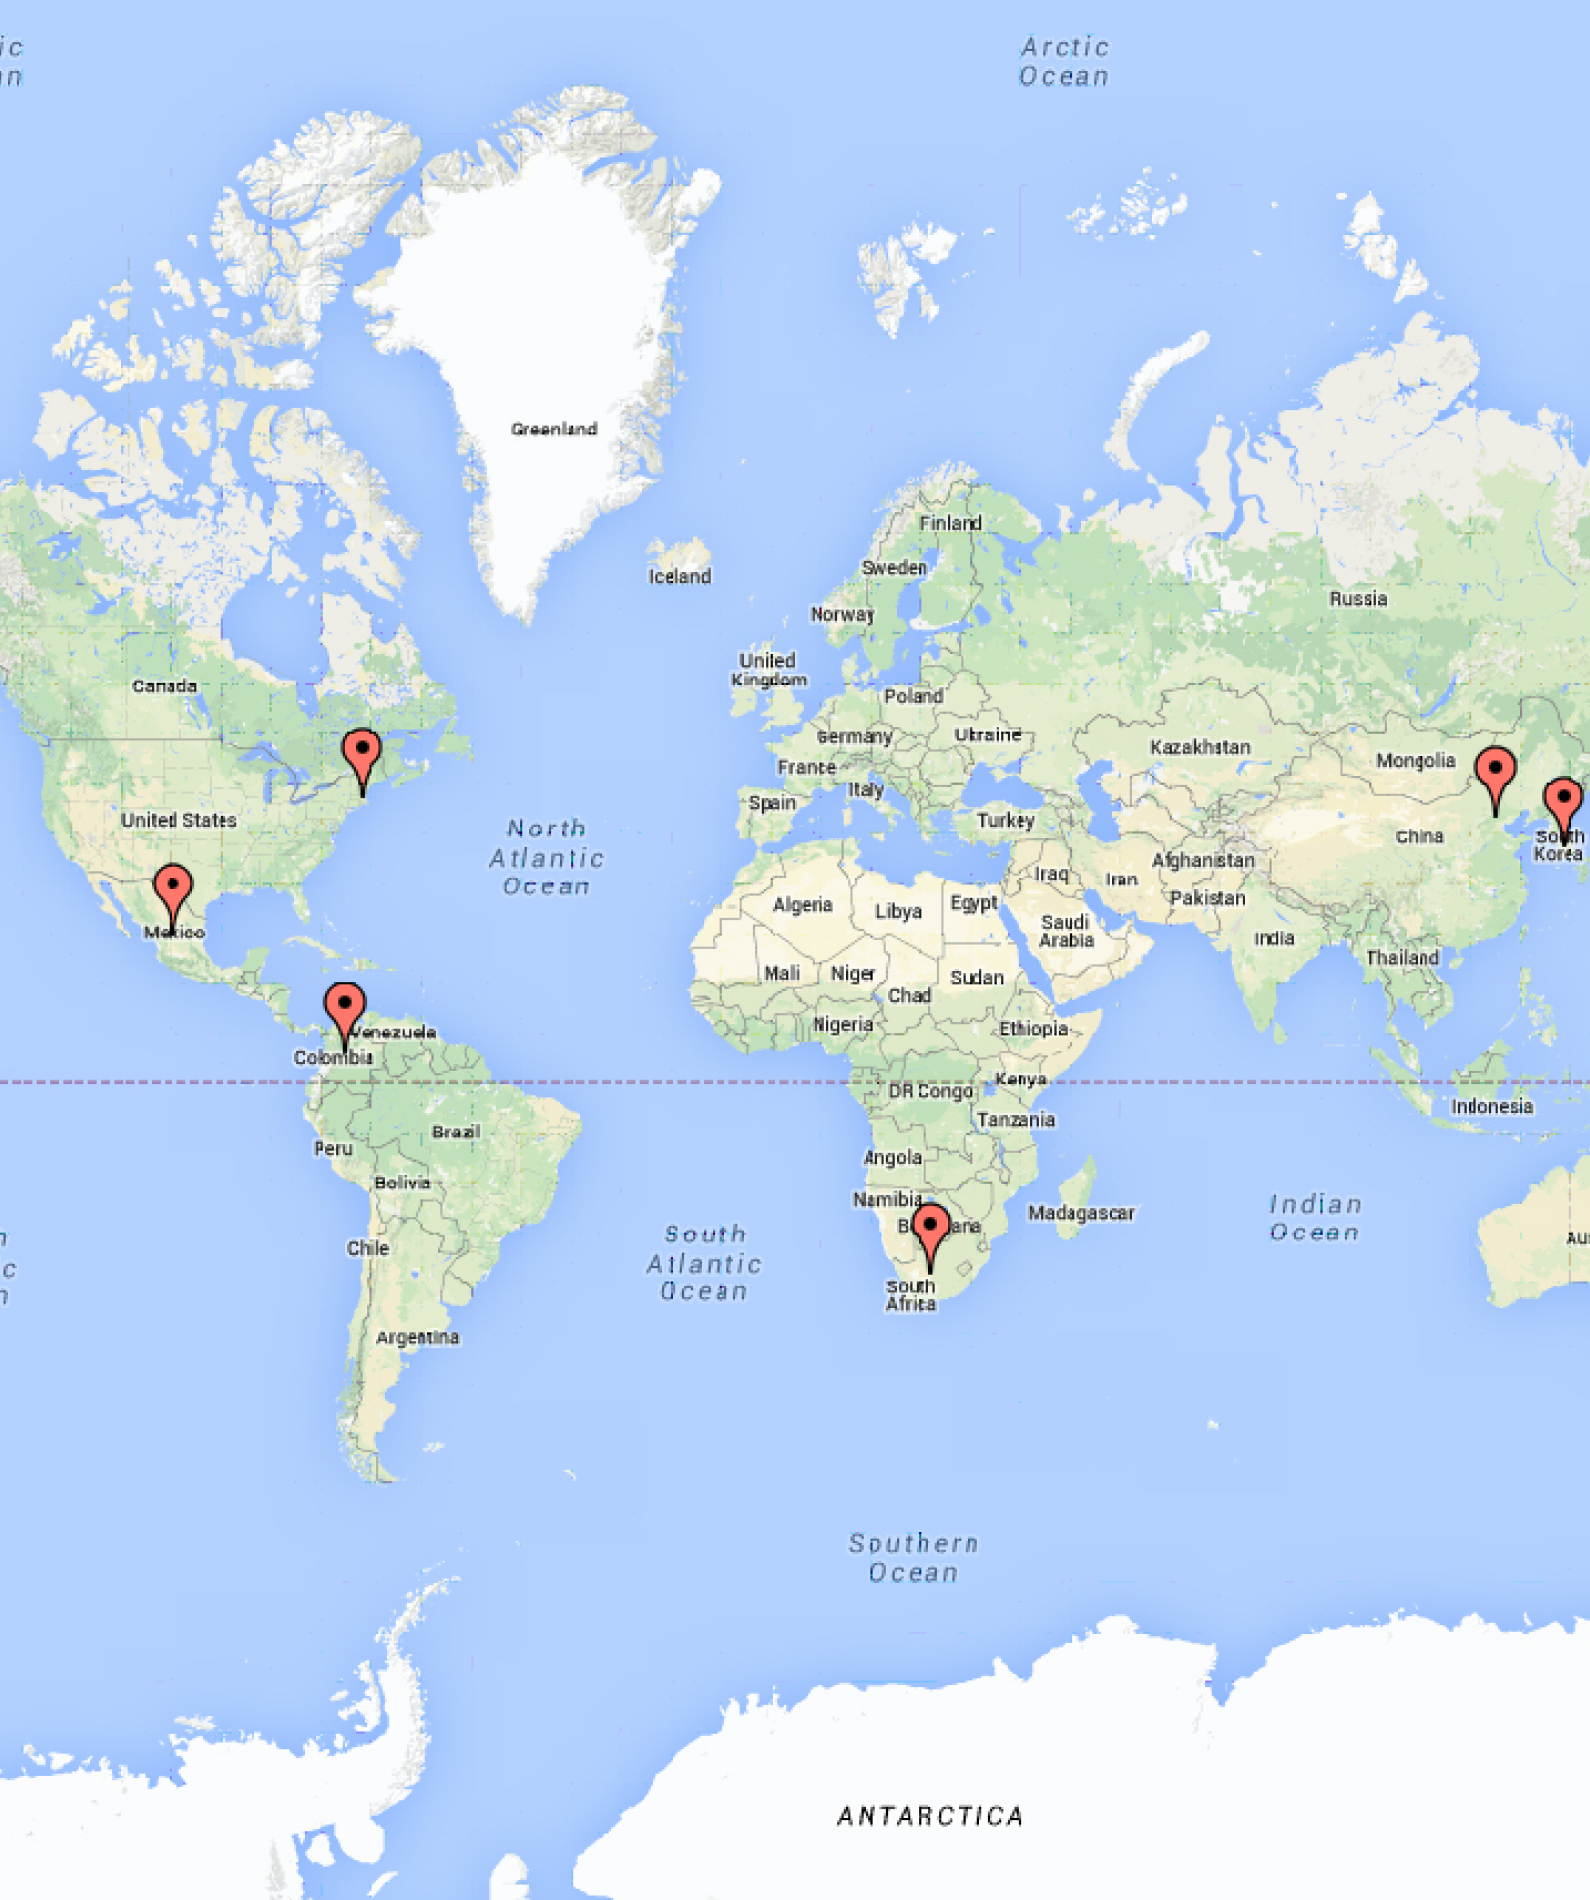 ic
an
Arctic
Ocean
Greenland
Iceland
Finland
Sweden
Norway
Russia
United
Kingdom
Poland
Germany
Ukraine
France
Italy
Spain
Turkey
Kazakhstan
Mongolia
China
South
Korea
Canada
United States
Mexico
North
Atlantic
Ocean
Algeria
Libya
Egypt
Iraq
Iran
Afghanistan
Pakistan
Saudi
Arabia
India
Thailand
Mali
Niger
Chad
Sudan
Nigeria
Ethiopia
Venezuela
Colombia
DR Congo
Kenya
Tanzania
Indonesia
Brazil
Peru
Bolivia
Angola
Namibia
B ana
Madagascar
Chile
Argentina
South
Atlantic
Ocean
South
Africa
Indian
Ocean
Aus
n
c
n
Southern
Ocean
ANTARCTICA